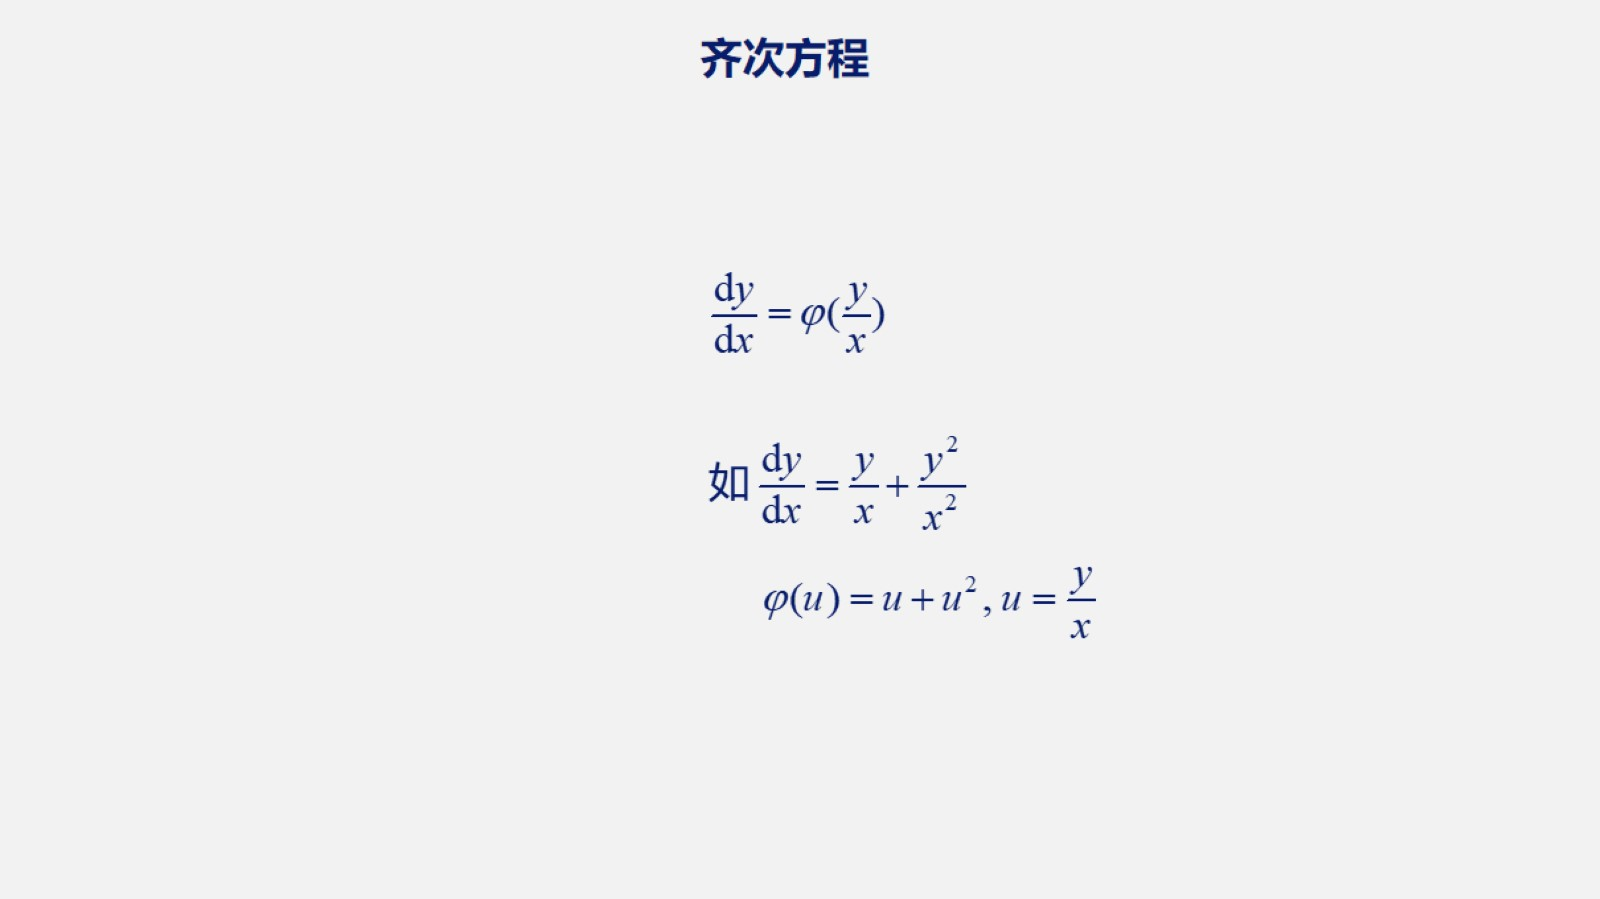 齐次方程
dy/dx = φ(y/x)
如 dy/dx = y/x + y²/x²
φ(u) = u + u², u = y/x